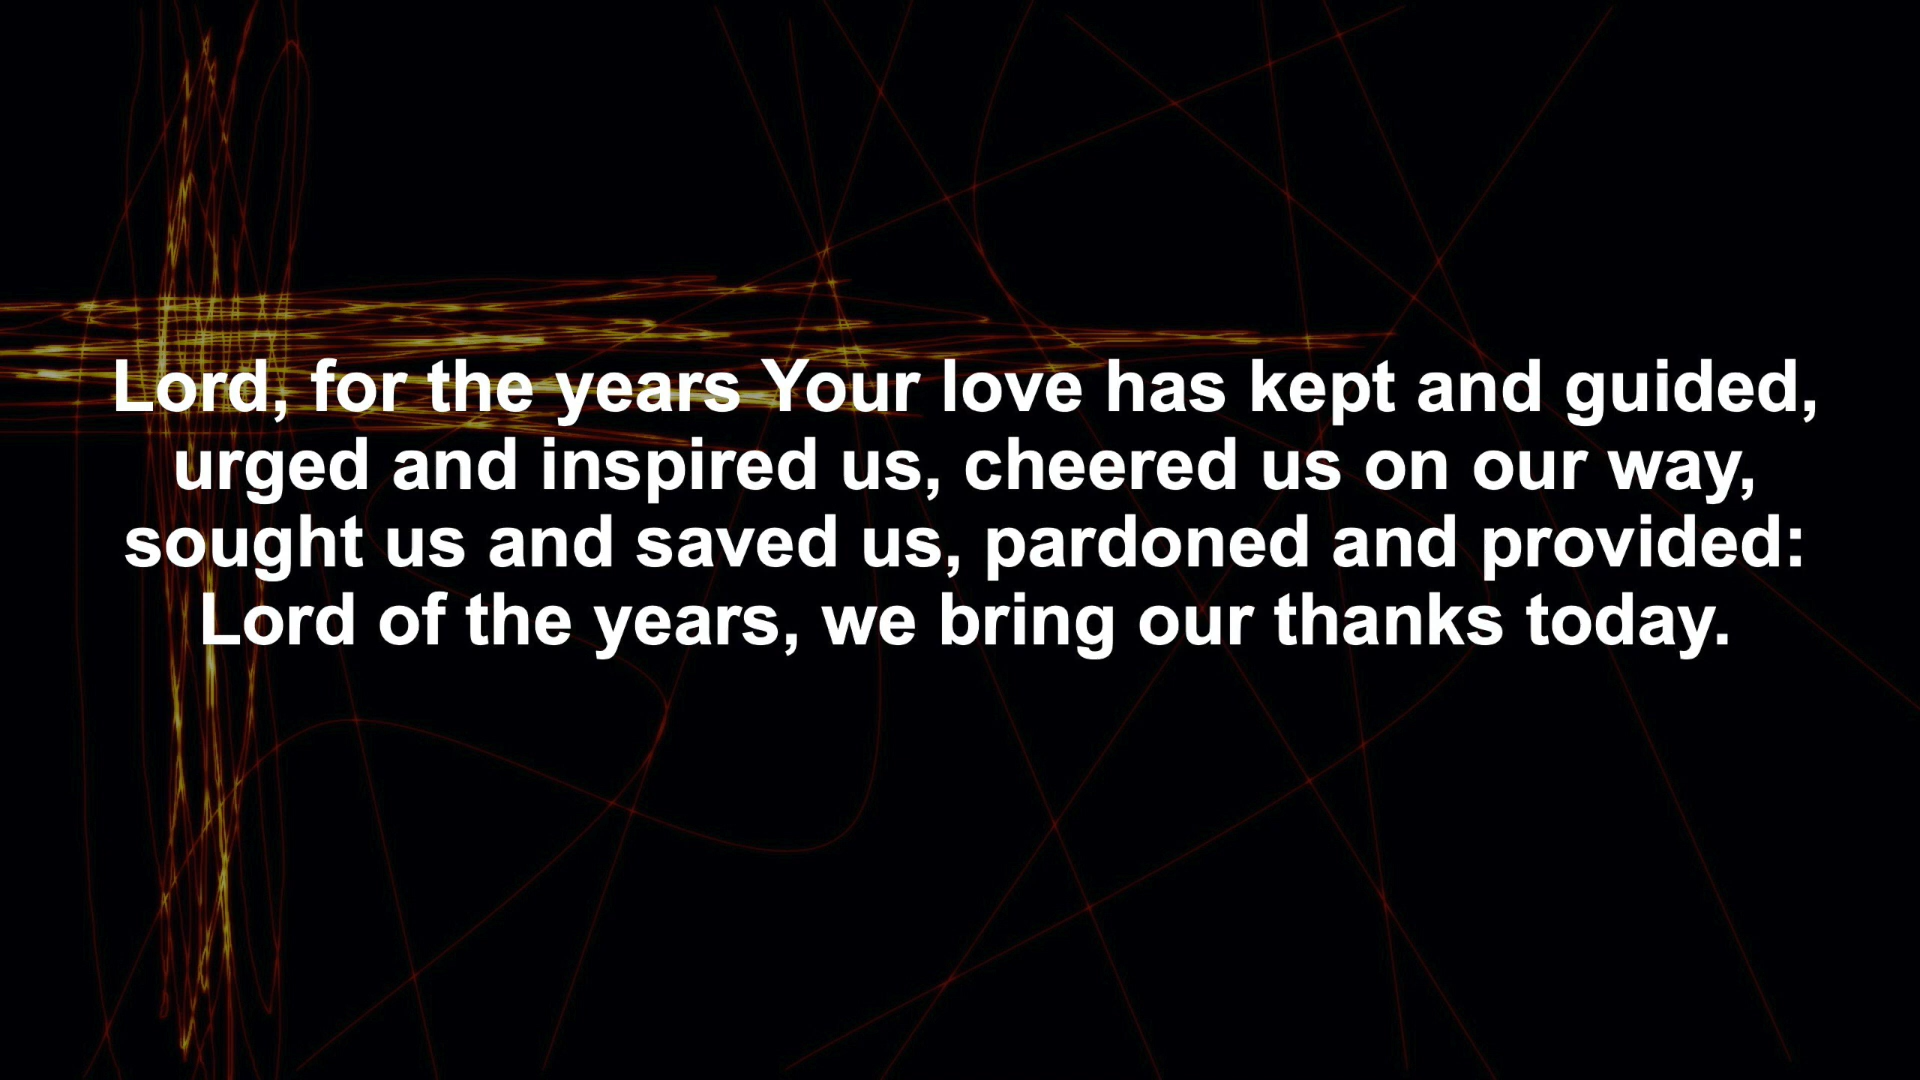 Lord, for the years Your love has kept and guided,
urged and inspired us, cheered us on our way,
sought us and saved us, pardoned and provided:
Lord of the years, we bring our thanks today.